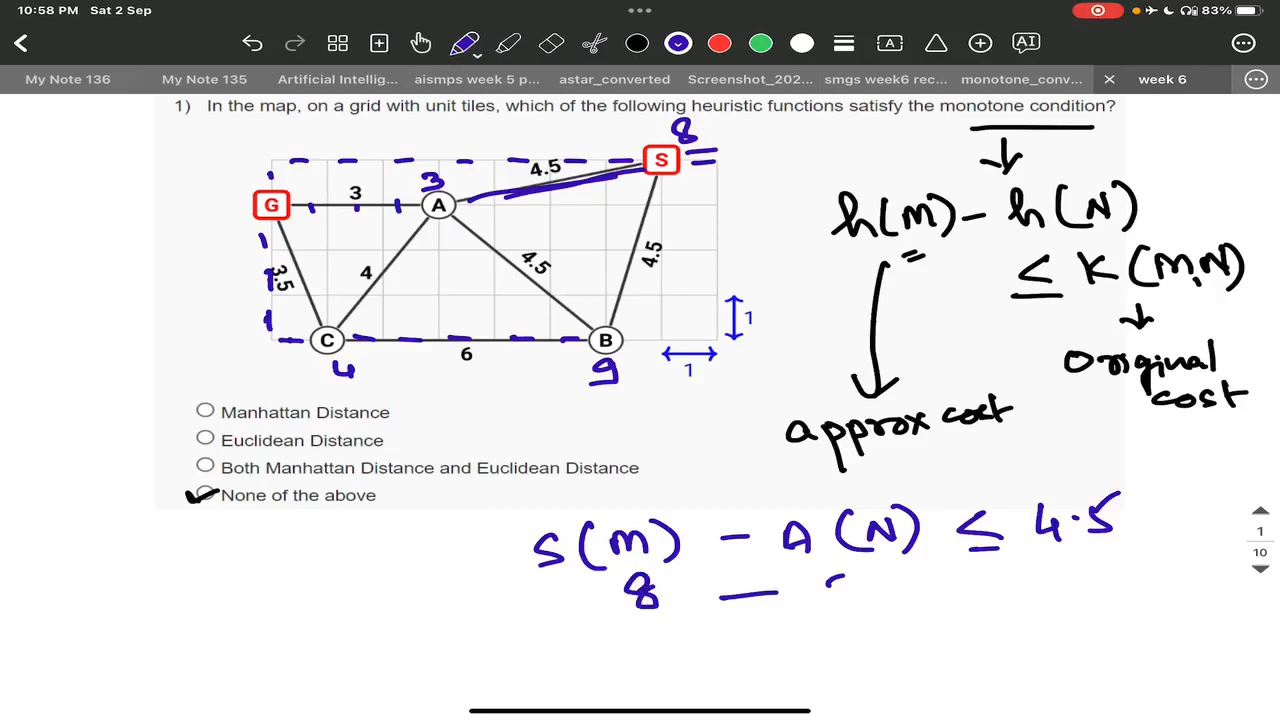 10:58 PM Sat 2 Sep
83%
A
AI
My Note 136
My Note 135
Artificial Intellig...
aismps week 5 p...
astar_converted
Screenshot_202...
smgs week6 rec...
monotone_conv...
week 6
1) In the map, on a grid with unit tiles, which of the following heuristic functions satisfy the monotone condition?
8
S
4.5
3
3
G
A
h(M) - h(N)
≤ K(M,N)
3.5
4
4.5
4.5
1
C
B
6
4
9
1
original
cost
approx cost
Manhattan Distance
Euclidean Distance
Both Manhattan Distance and Euclidean Distance
None of the above
S(M) - A(N) ≤ 4.5
8 -
1
10